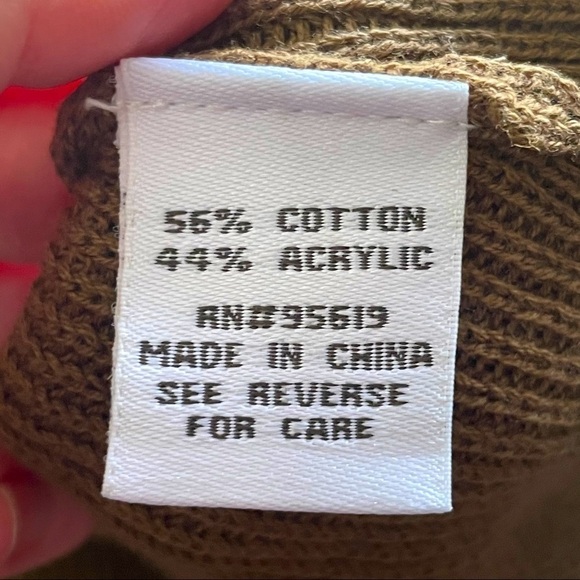 56% COTTON
44% ACRYLIC
RN#95619
MADE IN CHINA
SEE REVERSE
FOR CARE